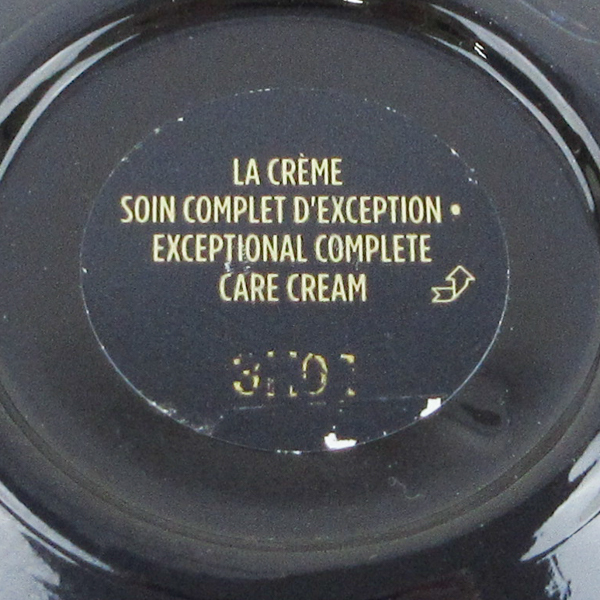 LA CRÈME
SOIN COMPLET D'EXCEPTION •
EXCEPTIONAL COMPLETE
CARE CREAM